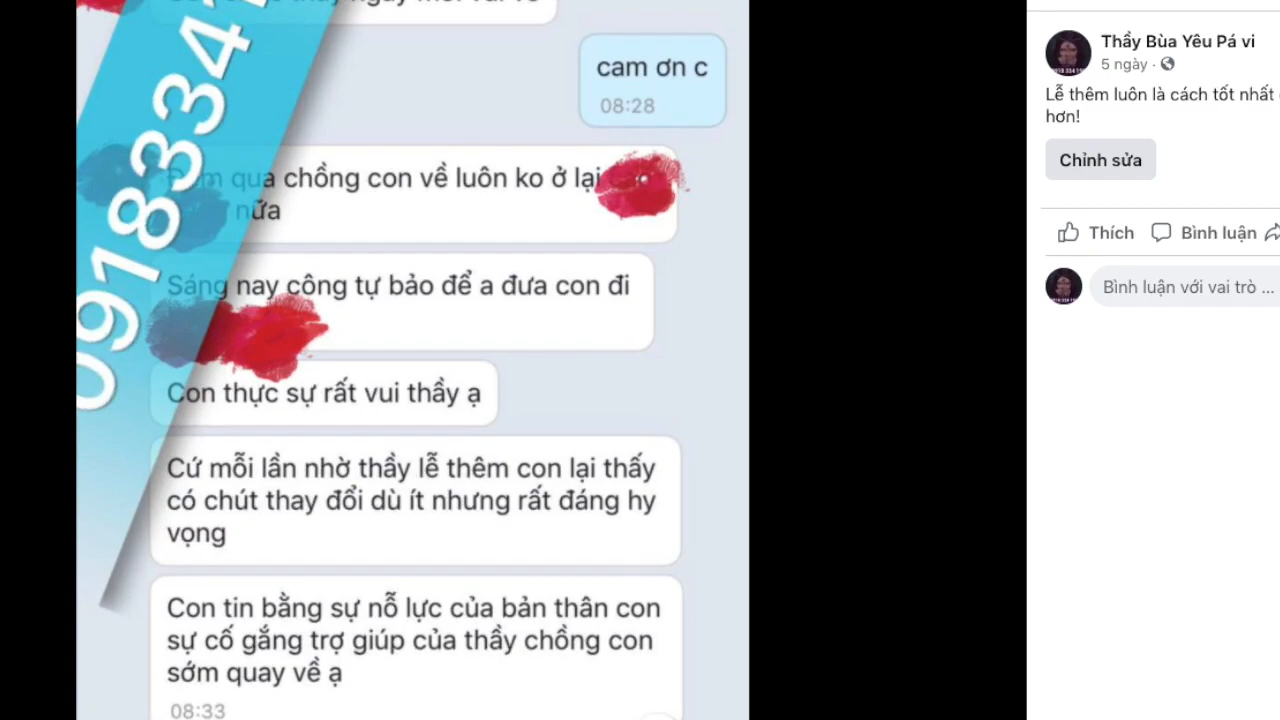 cam ơn c
08:28
qua chồng con về luôn ko ở lại
nữa
Sáng nay công tự bảo để a đưa con đi
Con thực sự rất vui thầy ạ
Cứ mỗi lần nhờ thầy lễ thêm con lại thấy
có chút thay đổi dù ít nhưng rất đáng hy
vọng
Con tin bằng sự nỗ lực của bản thân con
sự cố gắng trợ giúp của thầy chồng con
sớm quay về ạ
08:33
0918334
Thầy Bùa Yêu Pá vi
5 ngày ·
Lễ thêm luôn là cách tốt nhất
hơn!
Chỉnh sửa
Thích Bình luận
Bình luận với vai trò ...